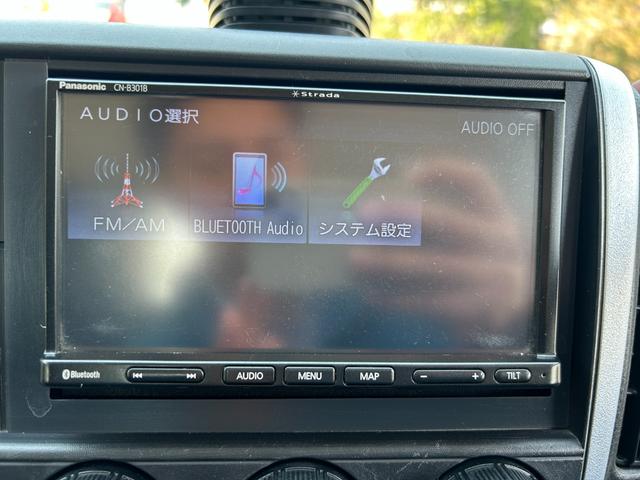 Panasonic CN-B301B
Strada
AUDIO選択
AUDIO OFF
FM/AM
BLUETOOTH Audio
システム設定
Bluetooth
AUDIO
MENU
MAP
− +
TILT